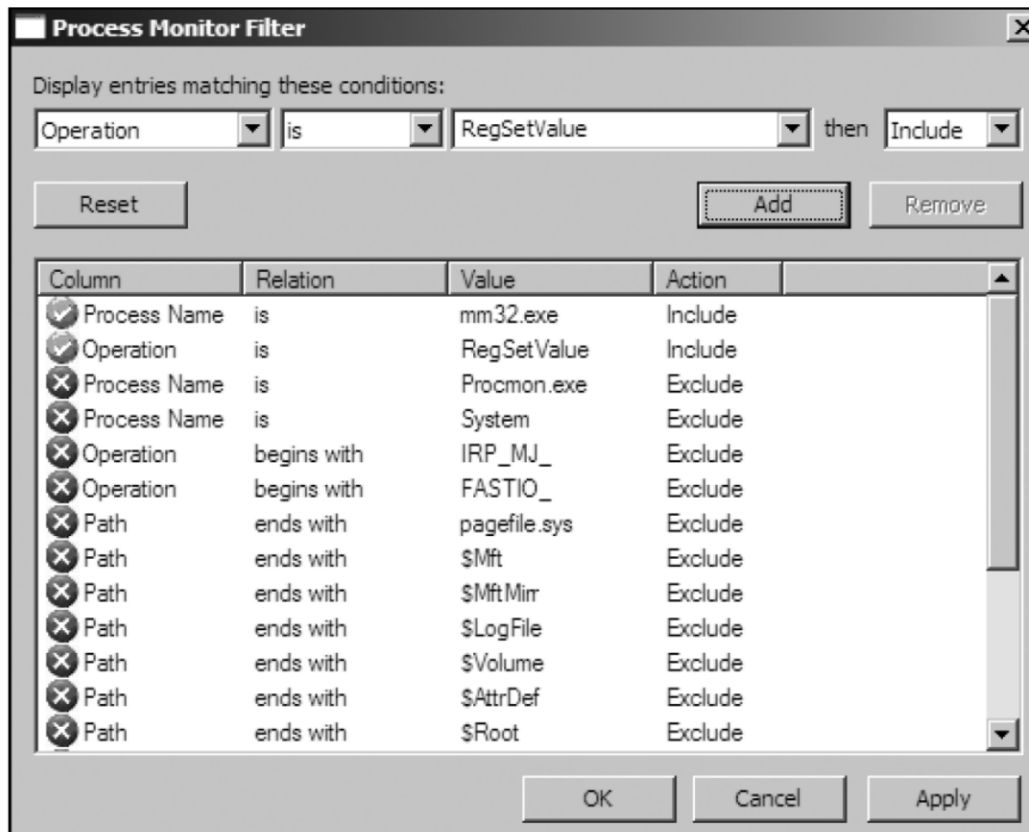 Process Monitor Filter
Display entries matching these conditions:
Operation is RegSetValue then Include
Reset Add Remove
Column Relation Value Action
Process Name is mm32.exe Include
Operation is RegSetValue Include
Process Name is Procmon.exe Exclude
Process Name is System Exclude
Operation begins with IRP_MJ_ Exclude
Operation begins with FASTIO_ Exclude
Path ends with pagefile.sys Exclude
Path ends with $Mft Exclude
Path ends with $MftMirr Exclude
Path ends with $LogFile Exclude
Path ends with $Volume Exclude
Path ends with $AttrDef Exclude
Path ends with $Root Exclude
OK Cancel Apply